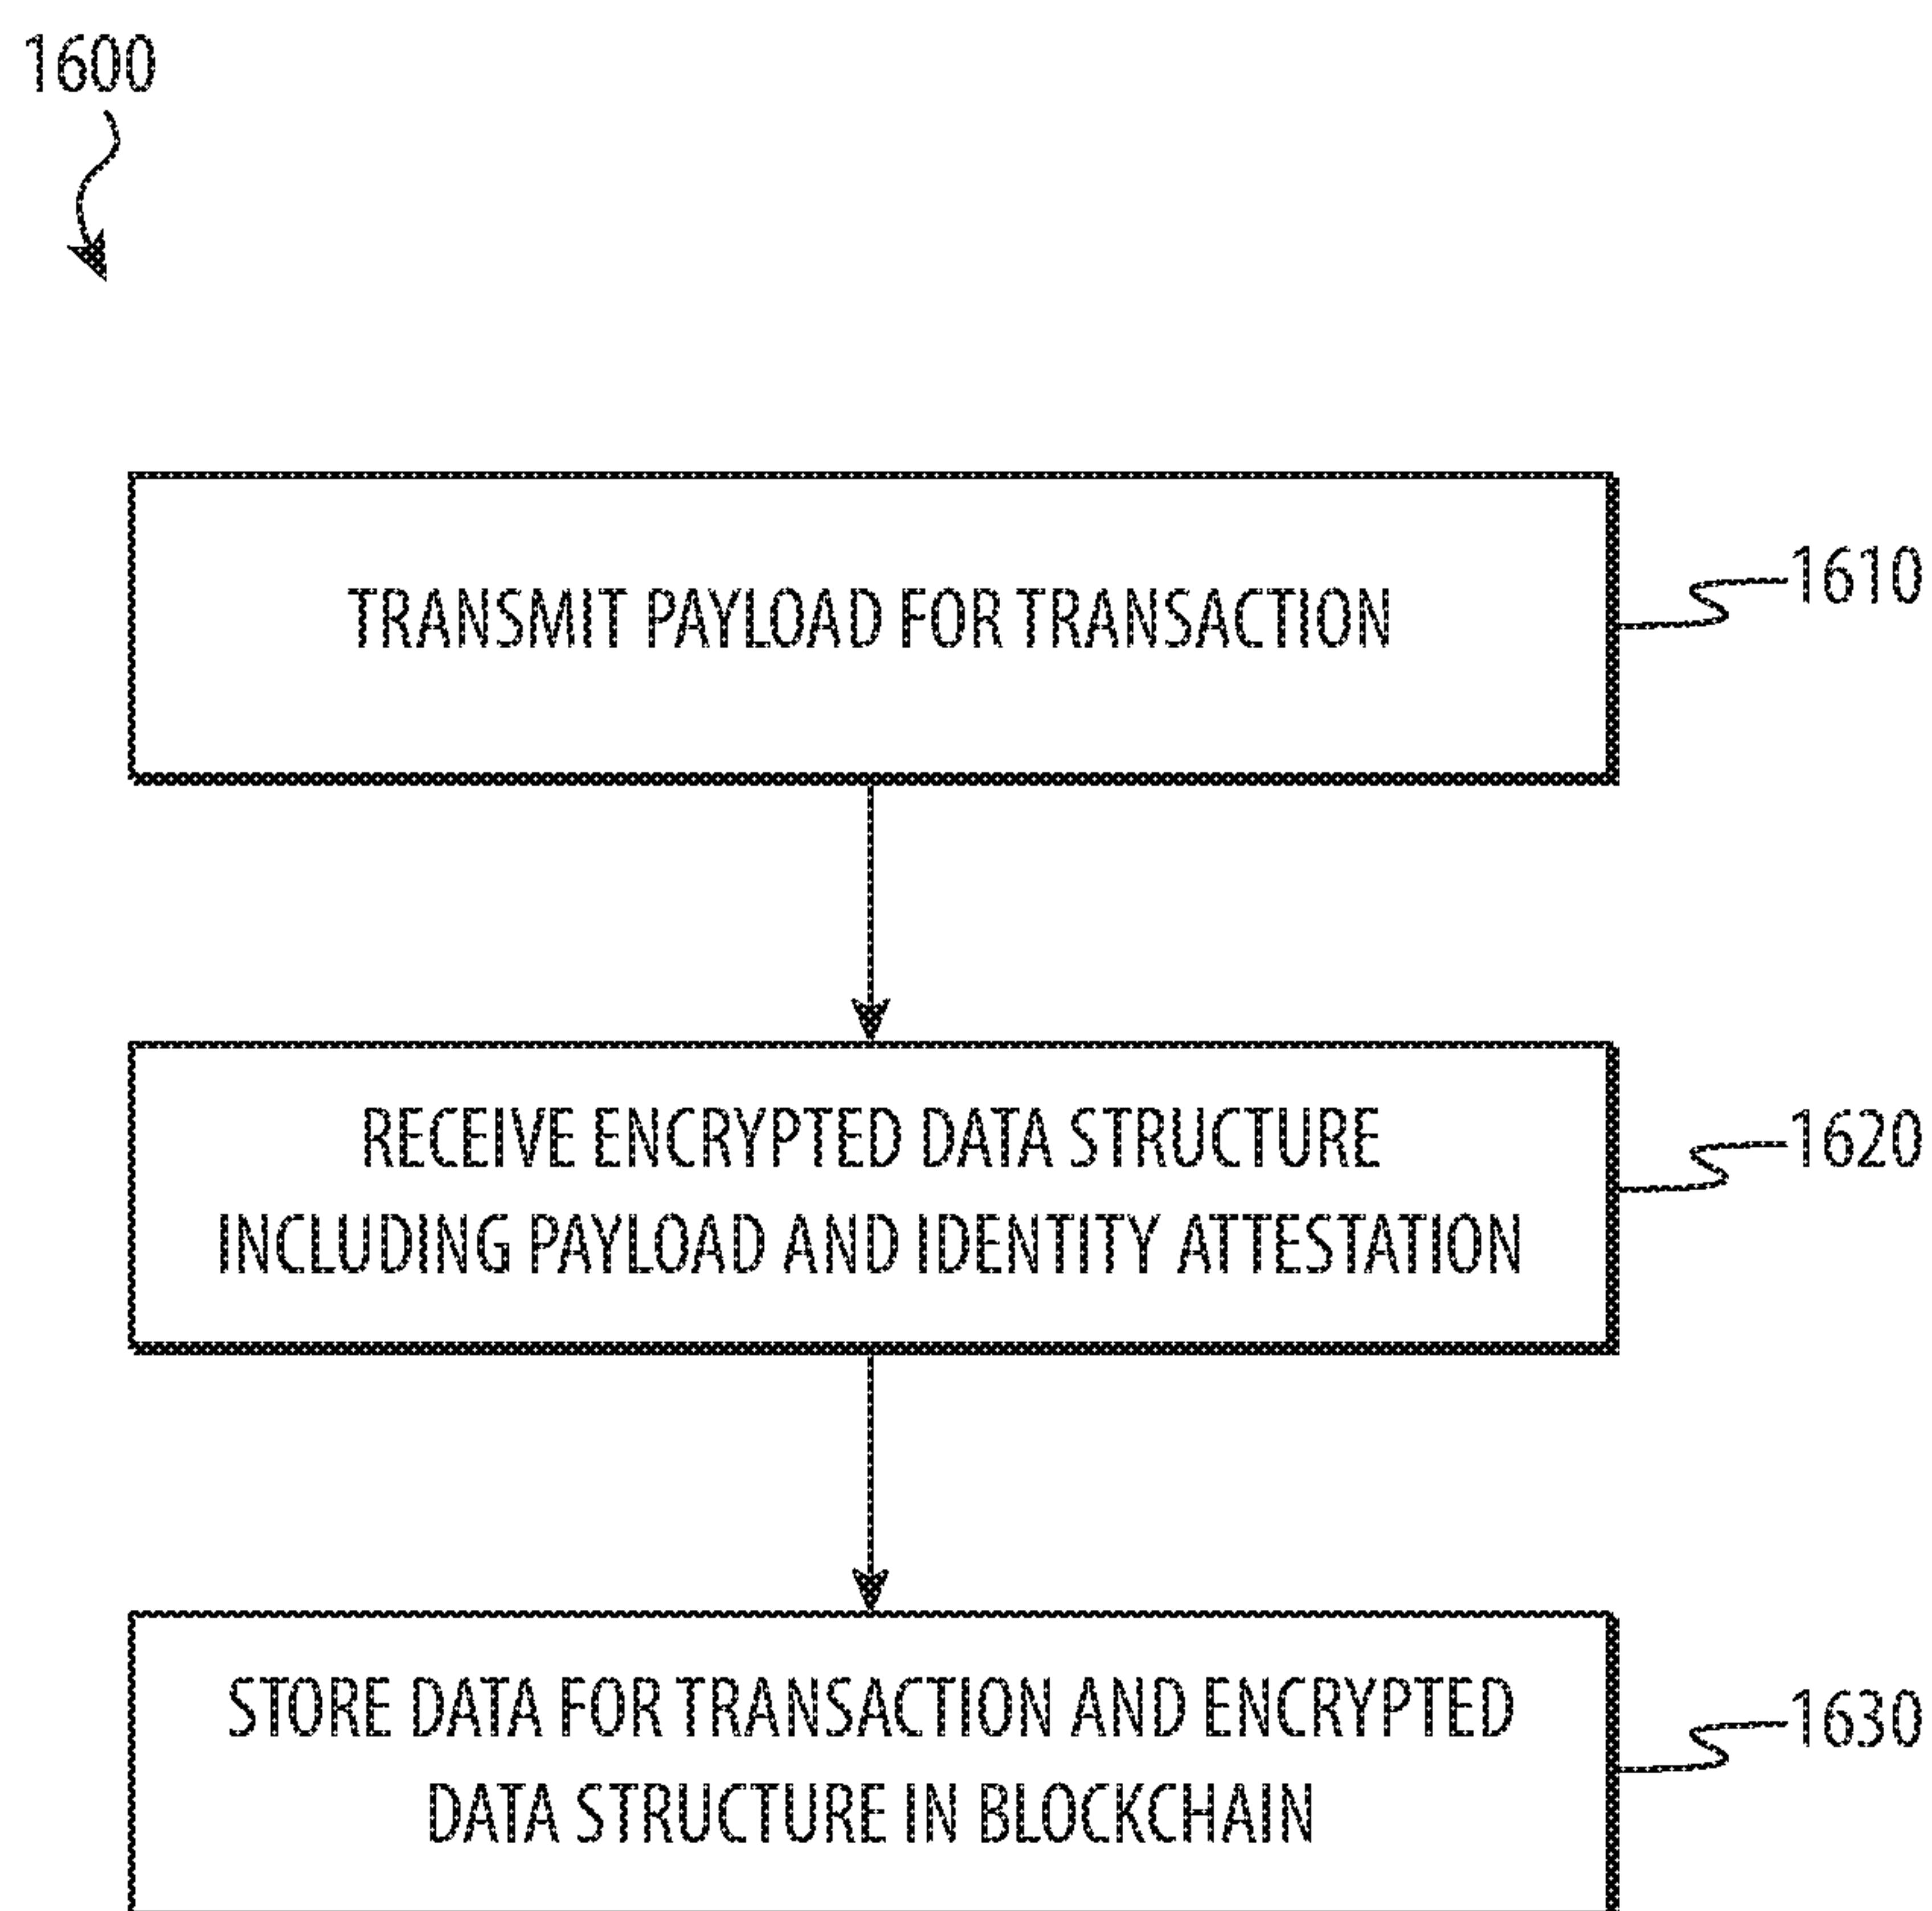 1600
TRANSMIT PAYLOAD FOR TRANSACTION
1610
RECEIVE ENCRYPTED DATA STRUCTURE
INCLUDING PAYLOAD AND IDENTITY ATTESTATION
1620
STORE DATA FOR TRANSACTION AND ENCRYPTED
DATA STRUCTURE IN BLOCKCHAIN
1630